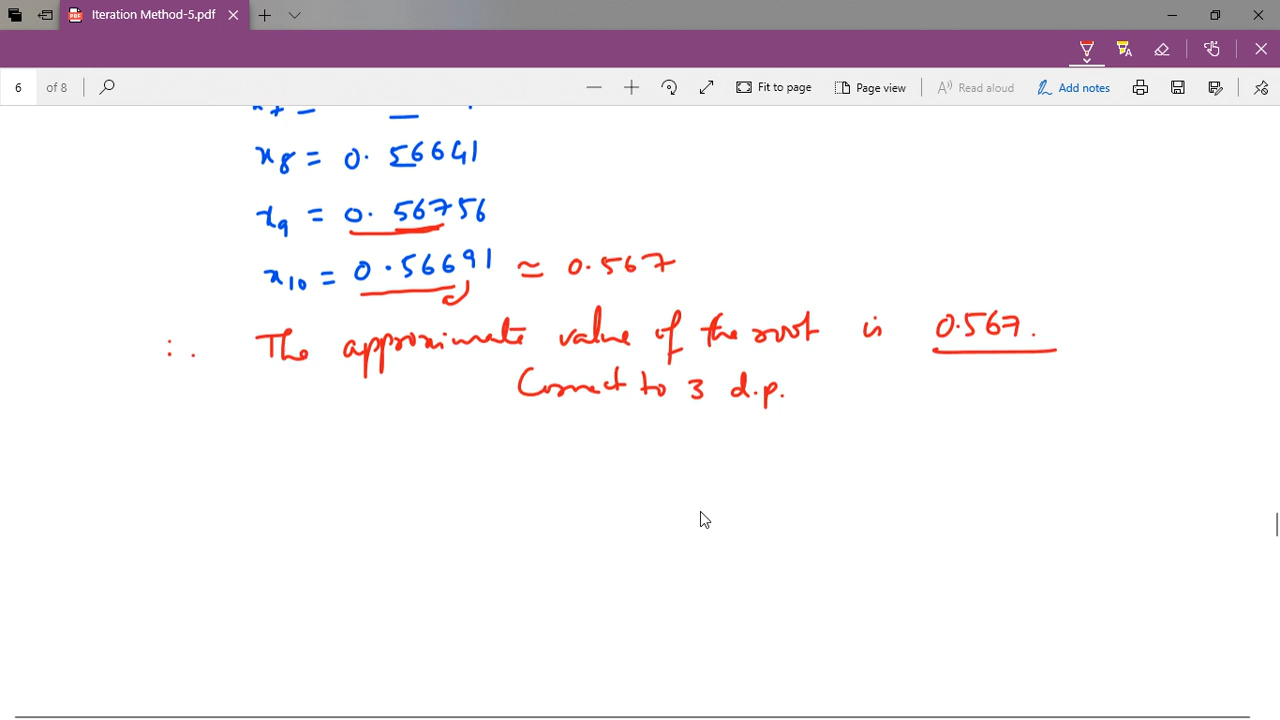 Iteration Method-5.pdf
6 of 8 Fit to page Page view Read aloud Add notes
x8 = 0.56641
x9 = 0.56756
x10 = 0.56691 ≃ 0.567
∴ The approximate value of the root is 0.567.
Correct to 3 d.p.